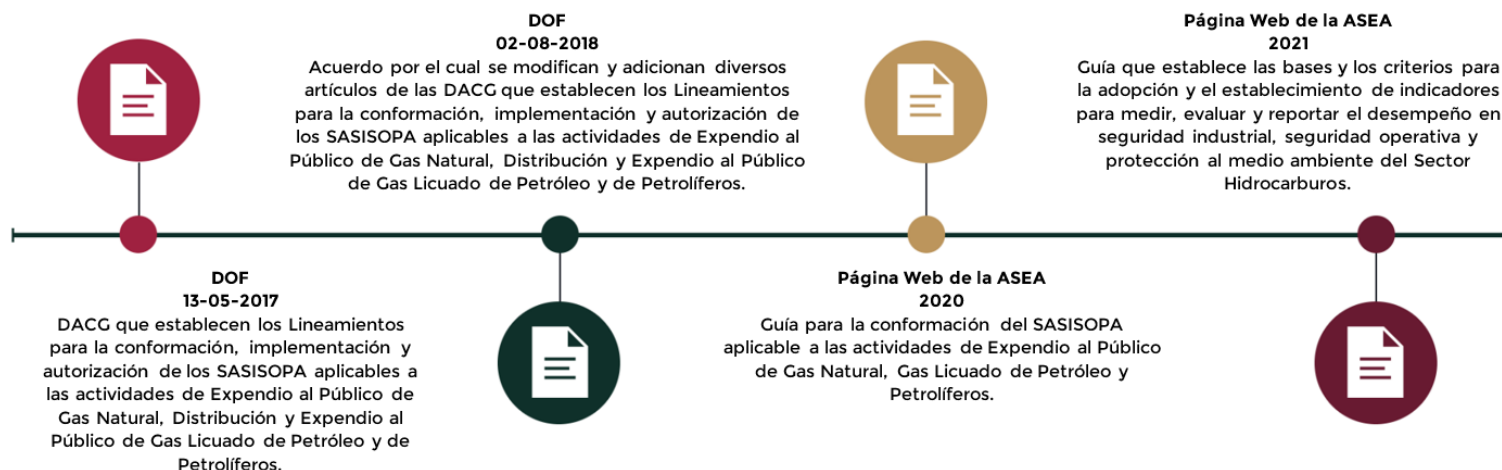 DOF
13-05-2017
DACG que establecen los Lineamientos
para la conformación, implementación y
autorización de los SASISOPA aplicables a
las actividades de Expendio al Público de
Gas Natural, Distribución y Expendio al
Público de Gas Licuado de Petróleo y de
Petrolíferos.
DOF
02-08-2018
Acuerdo por el cual se modifican y adicionan diversos
artículos de las DACG que establecen los Lineamientos
para la conformación, implementación y autorización de
los SASISOPA aplicables a las actividades de Expendio al
Público de Gas Natural, Distribución y Expendio al Público
de Gas Licuado de Petróleo y de Petrolíferos.
Página Web de la ASEA
2020
Guía para la conformación del SASISOPA
aplicable a las actividades de Expendio al Público
de Gas Natural, Gas Licuado de Petróleo y
Petrolíferos.
Página Web de la ASEA
2021
Guía que establece las bases y los criterios para
la adopción y el establecimiento de indicadores
para medir, evaluar y reportar el desempeño en
seguridad industrial, seguridad operativa y
protección al medio ambiente del Sector
Hidrocarburos.